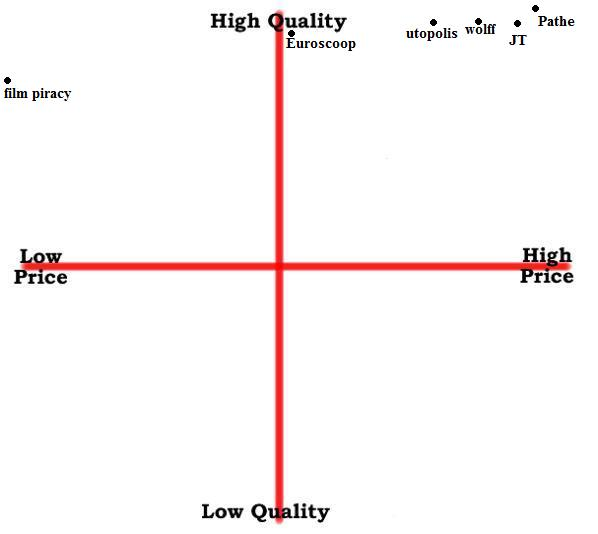 High Quality
Pathe
utopolis
wolff
JT
Euroscoop
film piracy
Low
Price
High
Price
Low Quality